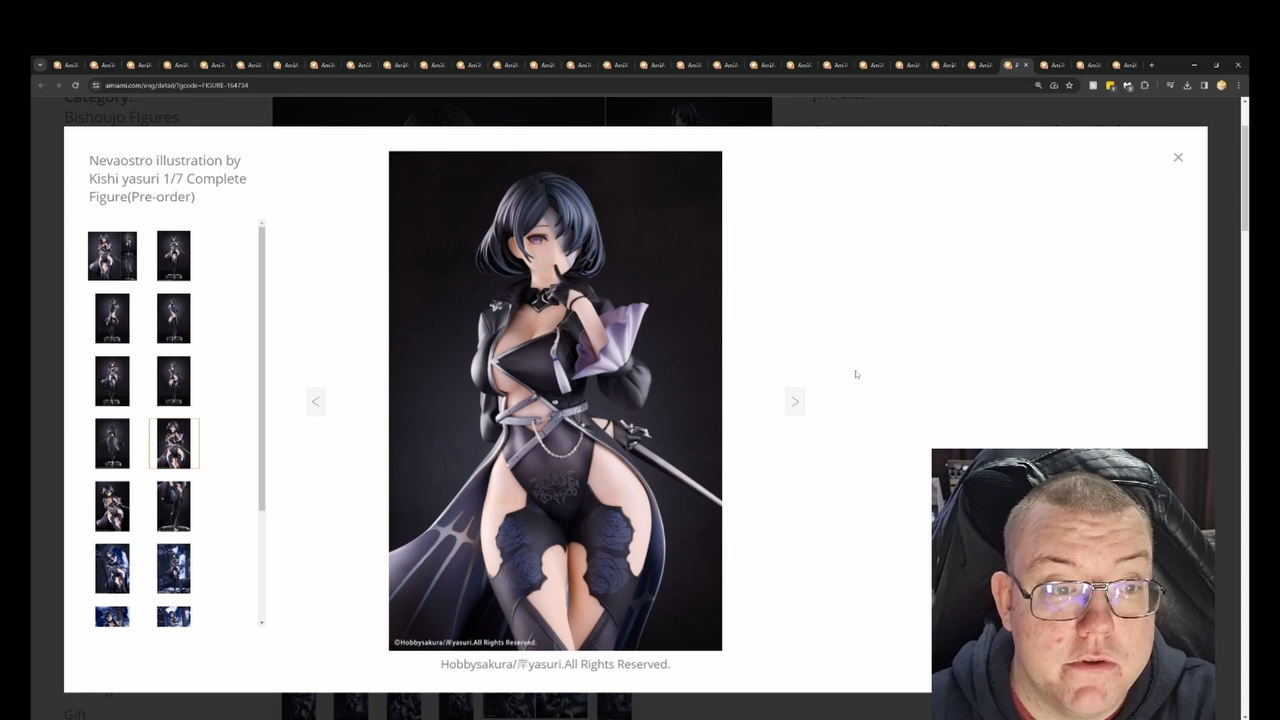 amiami.com/eng/detail/?gcode=FIGURE-164734
Category:
Bishoujo Figures
Nevaostro illustration by
Kishi yasuri 1/7 Complete
Figure(Pre-order)
©Hobbysakura/岸yasuri.All Rights Reserved.
Hobbysakura/岸yasuri.All Rights Reserved.
Gift